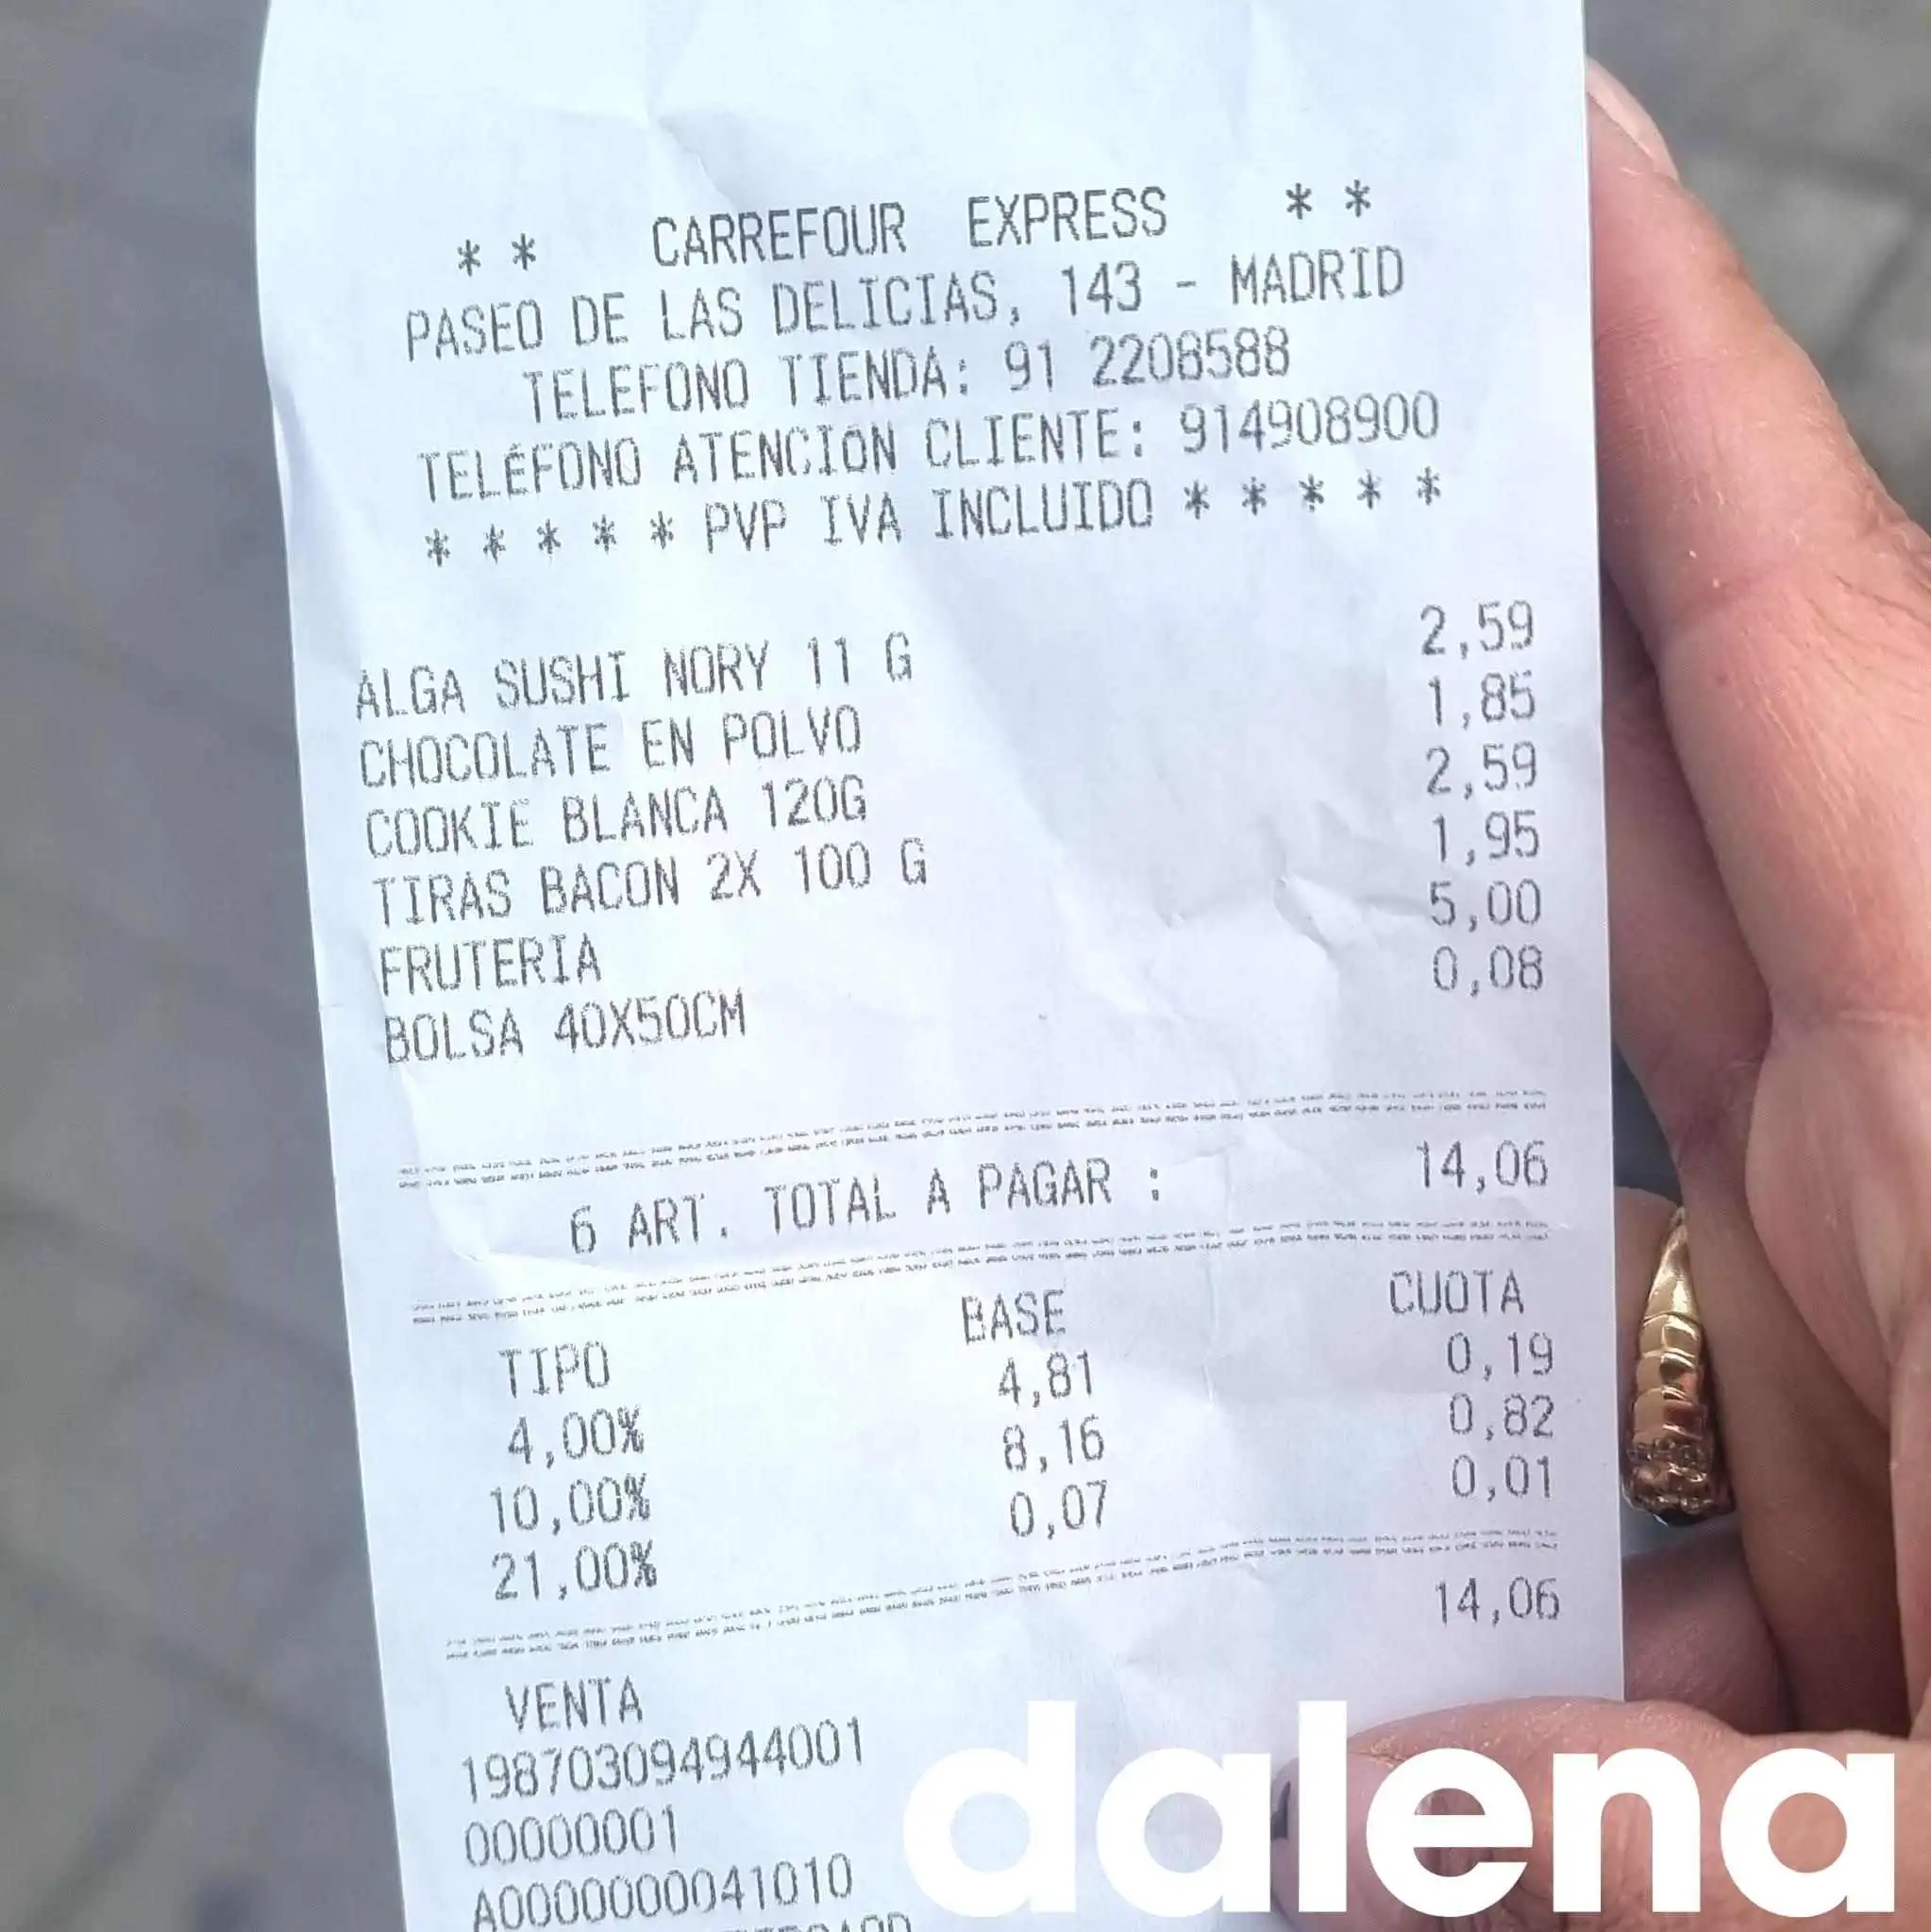 ** CARREFOUR EXPRESS **
PASEO DE LAS DELICIAS, 143 - MADRID
TELEFONO TIENDA: 91 2208588
TELÉFONO ATENCION CLIENTE: 914908900
* * * * * PVP IVA INCLUIDO * * * * *
ALGA SUSHI NORY 11 G 2,59
CHOCOLATE EN POLVO 1,85
COOKIE BLANCA 120G 2,59
TIRAS BACON 2X 100 G 1,95
FRUTERIA 5,00
BOLSA 40X50CM 0,08
6 ART. TOTAL A PAGAR : 14,06
TIPO BASE CUOTA
4,00% 4,81 0,19
10,00% 8,16 0,82
21,00% 0,07 0,01
VENTA 14,06
198703094944001
00000001
A0000000041010
dalena